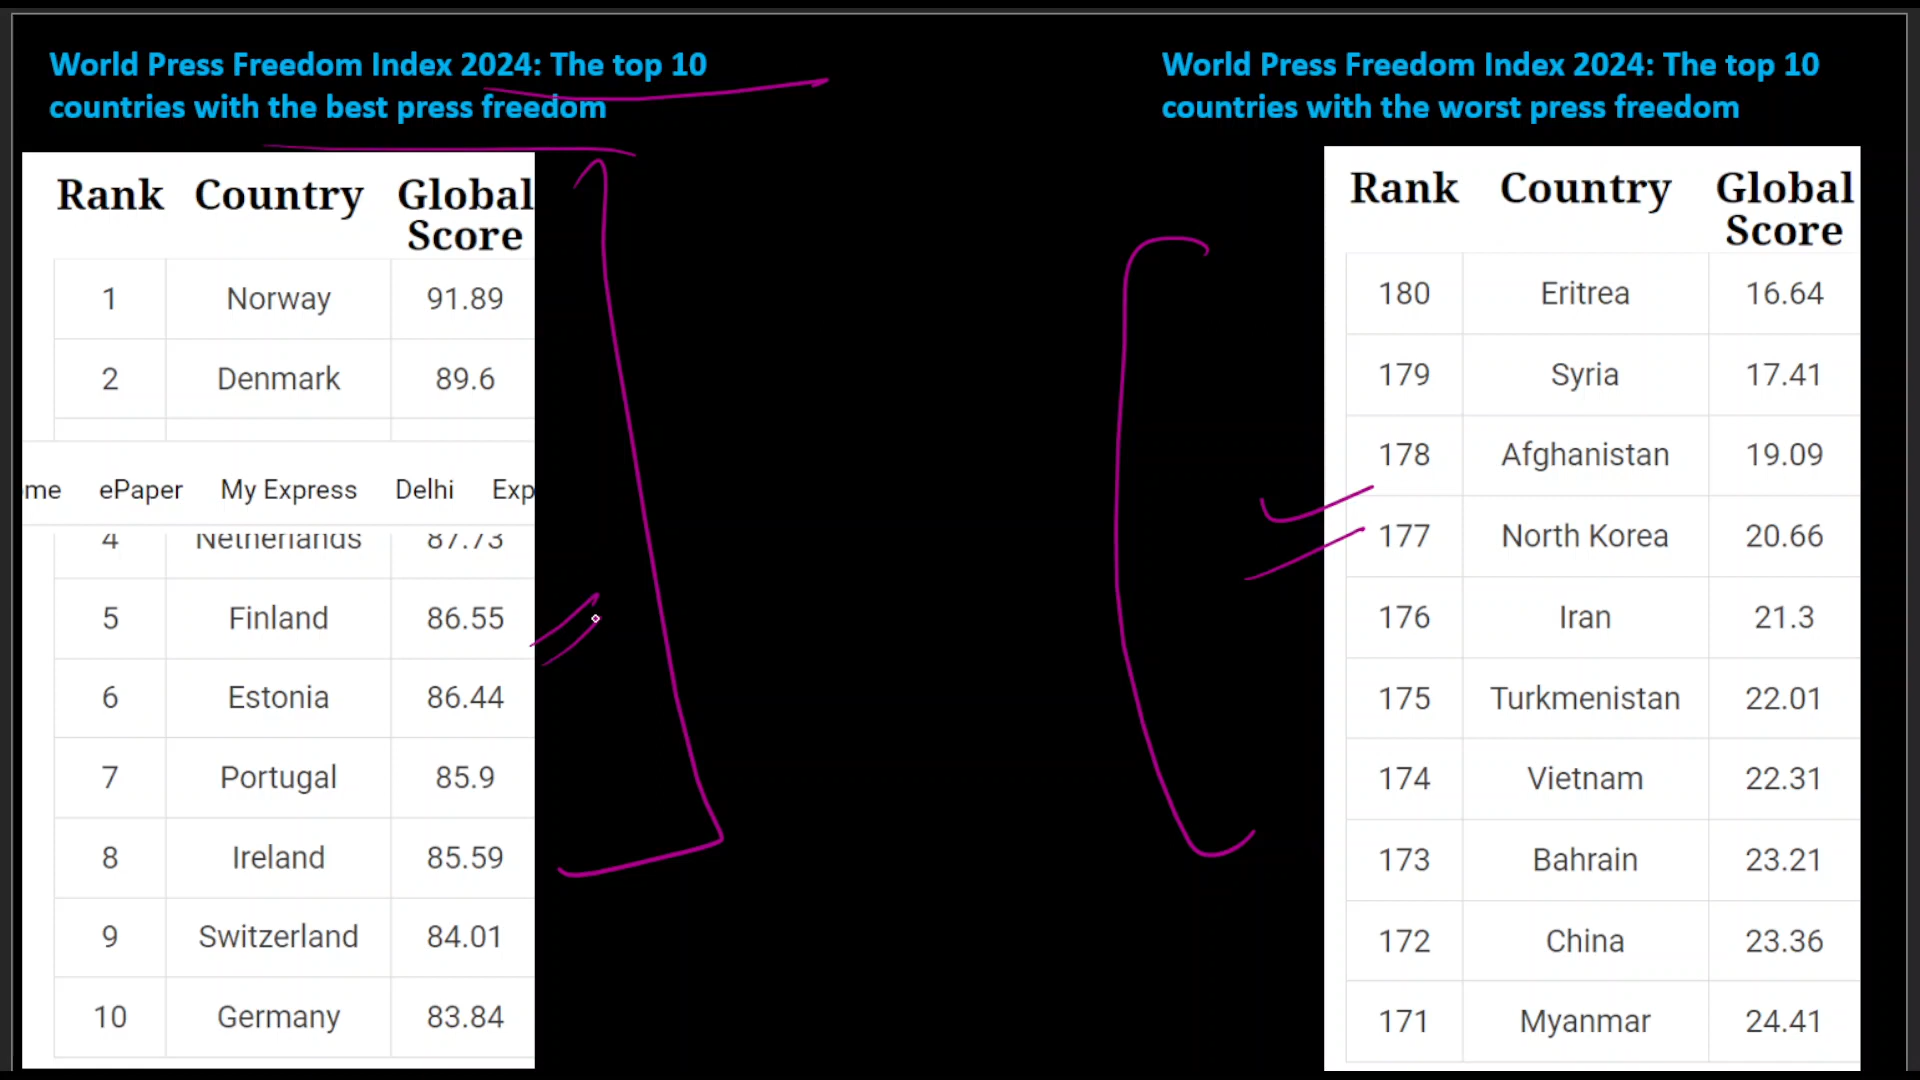 World Press Freedom Index 2024: The top 10
countries with the best press freedom
Rank Country Global
Score
1 Norway 91.89
2 Denmark 89.6
me ePaper My Express Delhi Exp
4 Netherlands 87.73
5 Finland 86.55
6 Estonia 86.44
7 Portugal 85.9
8 Ireland 85.59
9 Switzerland 84.01
10 Germany 83.84
World Press Freedom Index 2024: The top 10
countries with the worst press freedom
Rank Country Global
Score
180 Eritrea 16.64
179 Syria 17.41
178 Afghanistan 19.09
177 North Korea 20.66
176 Iran 21.3
175 Turkmenistan 22.01
174 Vietnam 22.31
173 Bahrain 23.21
172 China 23.36
171 Myanmar 24.41